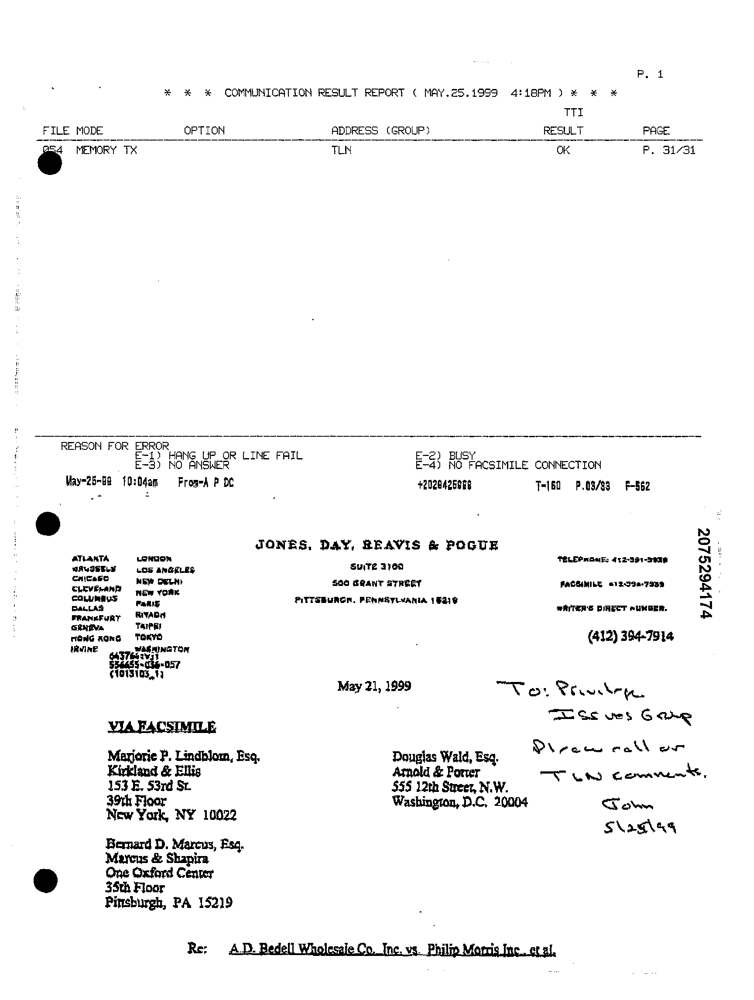 P. 1
* * * COMMUNICATION RESULT REPORT ( MAY.25.1999 4:18PM ) * * *
TTI
FILE MODE OPTION ADDRESS (GROUP) RESULT PAGE
054 MEMORY TX TLN OK P. 31/31
REASON FOR ERROR
E-1) HANG UP OR LINE FAIL E-2) BUSY
E-3) NO ANSWER E-4) NO FACSIMILE CONNECTION
May-25-99 10:04am From-A P DC +2029425999 T-160 P.03/33 F-562
JONES, DAY, REAVIS & POGUE
ATLANTA LONDON SUITE 3100 TELEPHONE: 412-391-3939
BRUSSELS LOS ANGELES
CHICAGO NEW DELHI 500 GRANT STREET FACSIMILE 412-394-7959
CLEVELAND NEW YORK
COLUMBUS PARIS PITTSBURGH, PENNSYLVANIA 15219
DALLAS RIYADH WRITER'S DIRECT NUMBER.
FRANKFURT TAIPEI
GENEVA TOKYO
HONG KONG WASHINGTON (412) 394-7914
IRVINE
556655-036-057
(1013103_1)
2075294174
May 21, 1999
To: Privilege
Issues Group
VIA FACSIMILE
Marjorie P. Lindblom, Esq. Douglas Wald, Esq.
Kirkland & Ellis Arnold & Porter
153 E. 53rd St. 555 12th Street, N.W.
39th Floor Washington, D.C. 20004
New York, NY 10022
Please call w/
TLN comments.
John
5/25/99
Bernard D. Marcus, Esq.
Marcus & Shapira
One Oxford Center
35th Floor
Pittsburgh, PA 15219
Re: A.D. Bedell Wholesale Co., Inc. vs. Philip Morris Inc., et al.